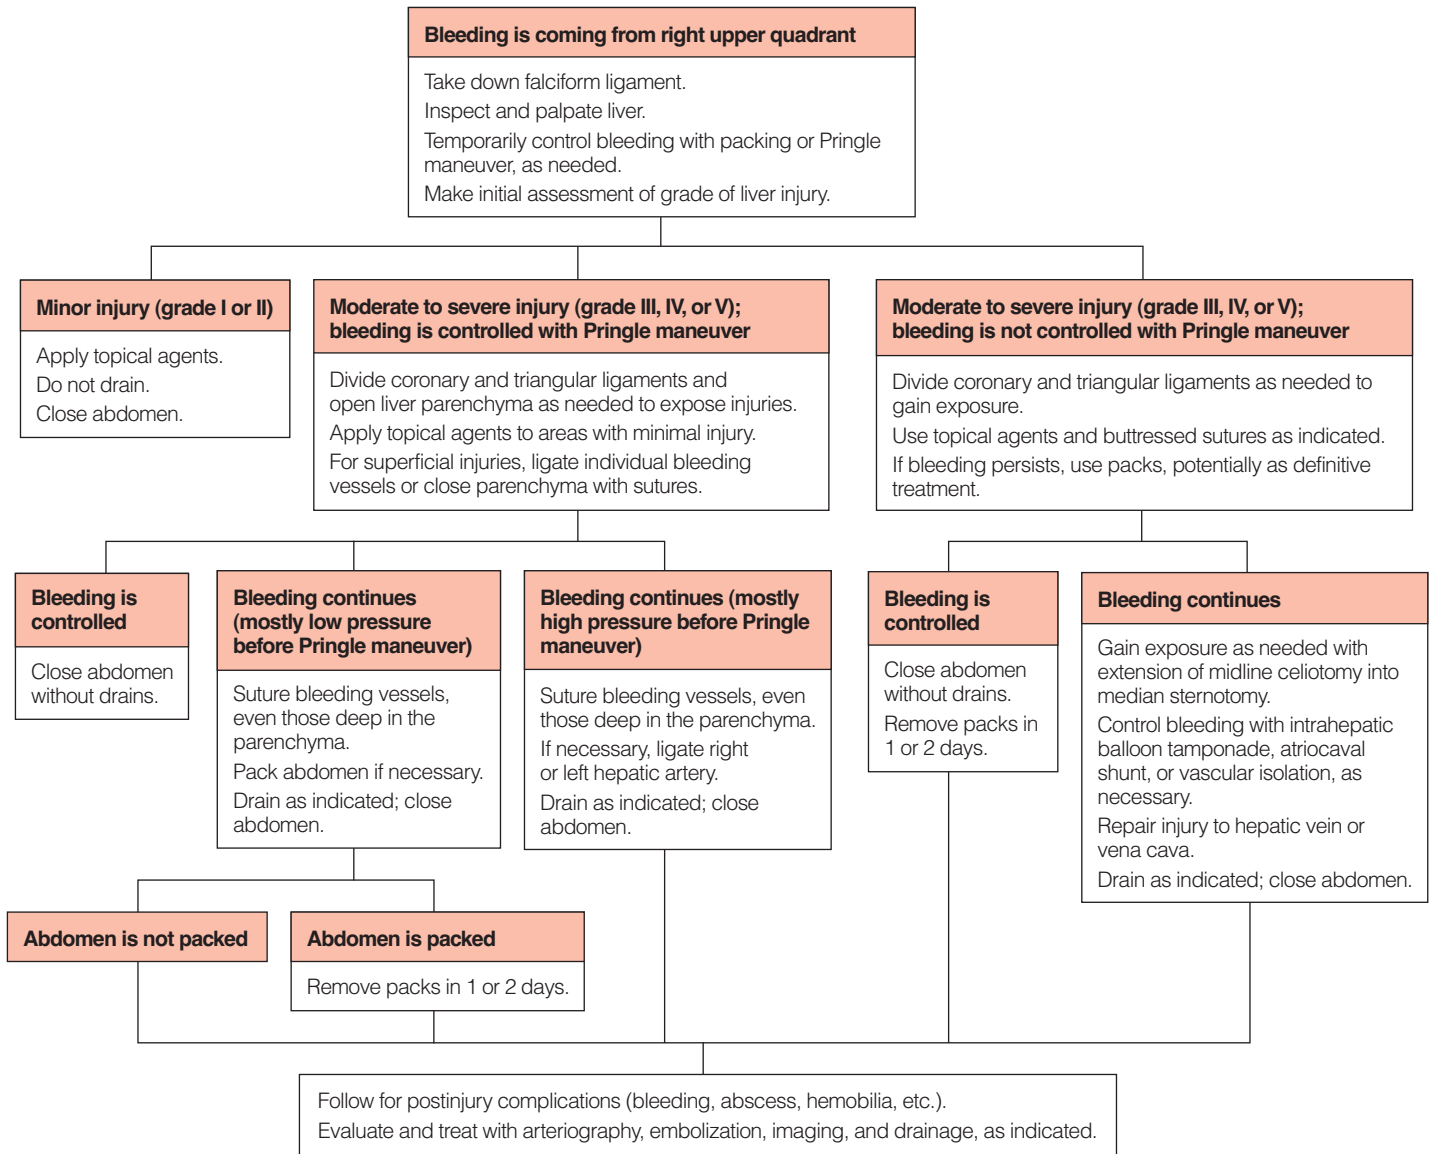 Bleeding is coming from right upper quadrant
Take down falciform ligament.
Inspect and palpate liver.
Temporarily control bleeding with packing or Pringle
maneuver, as needed.
Make initial assessment of grade of liver injury.
Minor injury (grade I or II)
Apply topical agents.
Do not drain.
Close abdomen.
Moderate to severe injury (grade III, IV, or V);
bleeding is controlled with Pringle maneuver
Divide coronary and triangular ligaments and
open liver parenchyma as needed to expose injuries.
Apply topical agents to areas with minimal injury.
For superficial injuries, ligate individual bleeding
vessels or close parenchyma with sutures.
Moderate to severe injury (grade III, IV, or V);
bleeding is not controlled with Pringle maneuver
Divide coronary and triangular ligaments as needed to
gain exposure.
Use topical agents and buttressed sutures as indicated.
If bleeding persists, use packs, potentially as definitive
treatment.
Bleeding is
controlled
Close abdomen
without drains.
Bleeding continues
(mostly low pressure
before Pringle maneuver)
Suture bleeding vessels,
even those deep in the
parenchyma.
Pack abdomen if necessary.
Drain as indicated; close
abdomen.
Bleeding continues (mostly
high pressure before Pringle
maneuver)
Suture bleeding vessels, even
those deep in the parenchyma.
If necessary, ligate right
or left hepatic artery.
Drain as indicated; close
abdomen.
Bleeding is
controlled
Close abdomen
without drains.
Remove packs in
1 or 2 days.
Bleeding continues
Gain exposure as needed with
extension of midline celiotomy into
median sternotomy.
Control bleeding with intrahepatic
balloon tamponade, atriocaval
shunt, or vascular isolation, as
necessary.
Repair injury to hepatic vein or
vena cava.
Drain as indicated; close abdomen.
Abdomen is not packed
Abdomen is packed
Remove packs in 1 or 2 days.
Follow for postinjury complications (bleeding, abscess, hemobilia, etc.).
Evaluate and treat with arteriography, embolization, imaging, and drainage, as indicated.